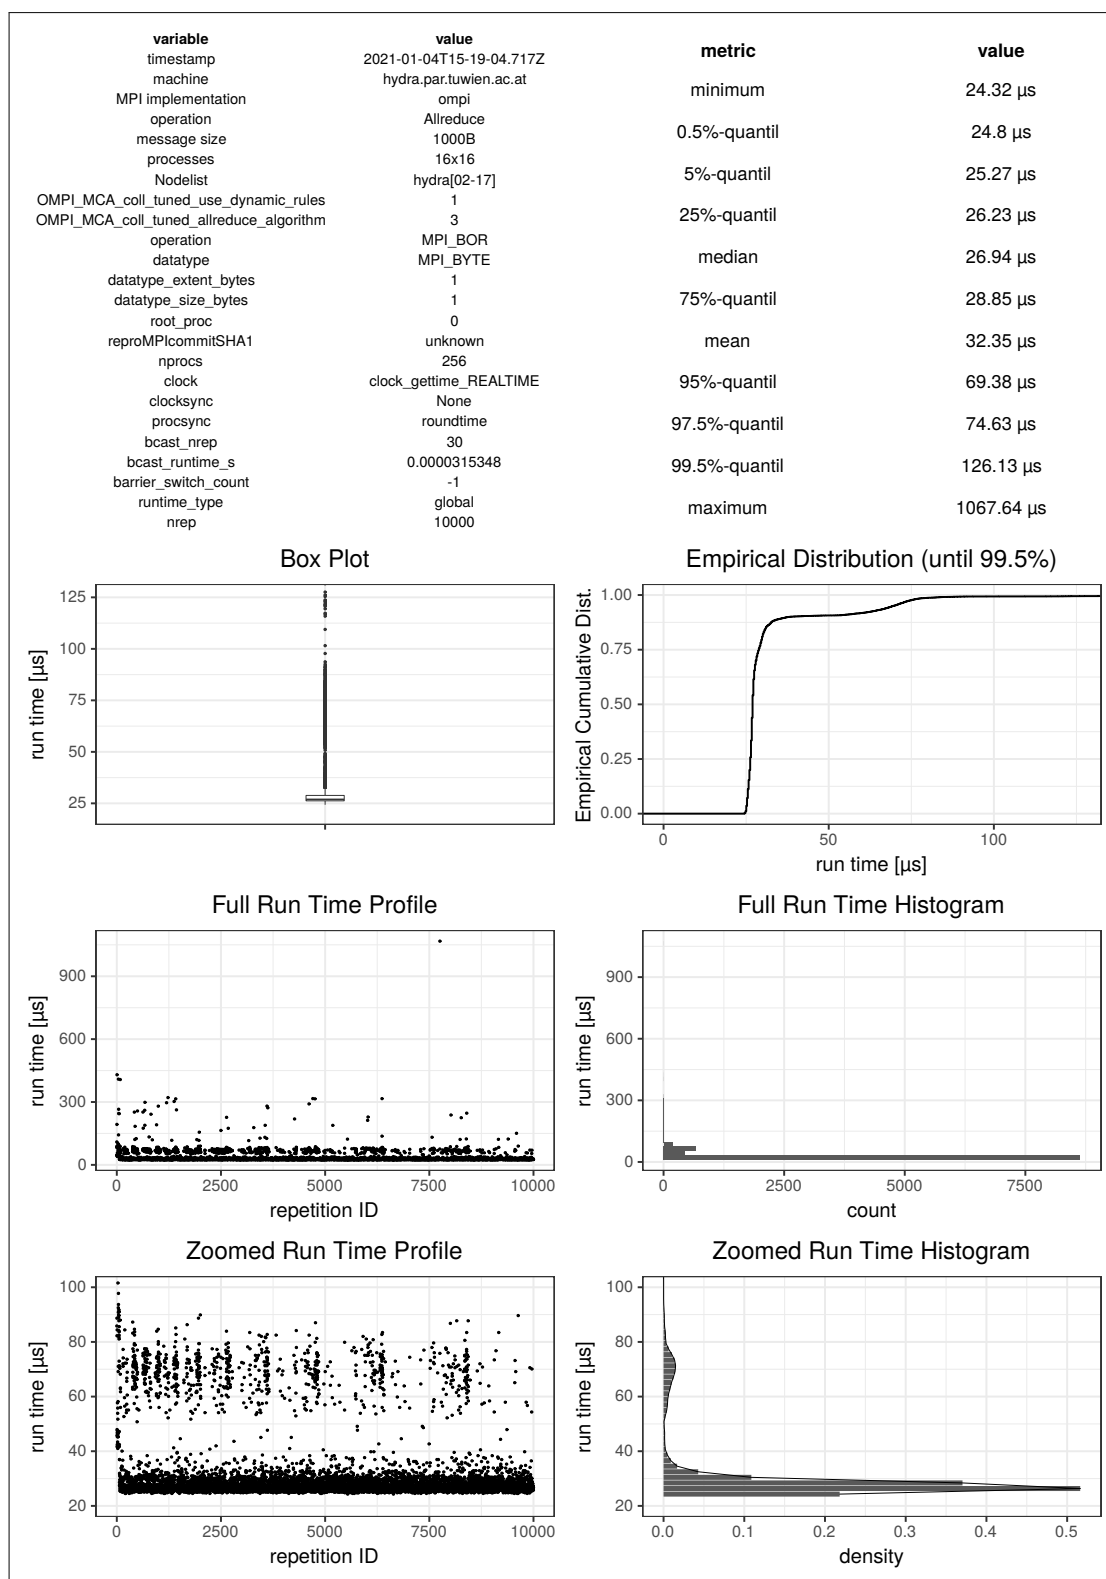 variable value
timestamp 2021-01-04T15-19-04.717Z
machine hydra.par.tuwien.ac.at
MPI implementation ompi
operation Allreduce
message size 1000B
processes 16x16
Nodelist hydra[02-17]
OMPI_MCA_coll_tuned_use_dynamic_rules 1
OMPI_MCA_coll_tuned_allreduce_algorithm 3
operation MPI_BOR
datatype MPI_BYTE
datatype_extent_bytes 1
datatype_size_bytes 1
root_proc 0
reproMPIcommitSHA1 unknown
nprocs 256
clock clock_gettime_REALTIME
clocksync None
procsync roundtime
bcast_nrep 30
bcast_runtime_s 0.0000315348
barrier_switch_count -1
runtime_type global
nrep 10000
metric value
minimum 24.32 µs
0.5%-quantil 24.8 µs
5%-quantil 25.27 µs
25%-quantil 26.23 µs
median 26.94 µs
75%-quantil 28.85 µs
mean 32.35 µs
95%-quantil 69.38 µs
97.5%-quantil 74.63 µs
99.5%-quantil 126.13 µs
maximum 1067.64 µs
Box Plot
run time [µs]
125
100
75
50
25
Empirical Distribution (until 99.5%)
Empirical Cumulative Dist.
1.00
0.75
0.50
0.25
0.00
0 50 100
run time [µs]
Full Run Time Profile
run time [µs]
900
600
300
0
0 2500 5000 7500 10000
repetition ID
Full Run Time Histogram
run time [µs]
900
600
300
0
0 2500 5000 7500
count
Zoomed Run Time Profile
run time [µs]
100
80
60
40
20
0 2500 5000 7500 10000
repetition ID
Zoomed Run Time Histogram
run time [µs]
100
80
60
40
20
0.0 0.1 0.2 0.3 0.4 0.5
density